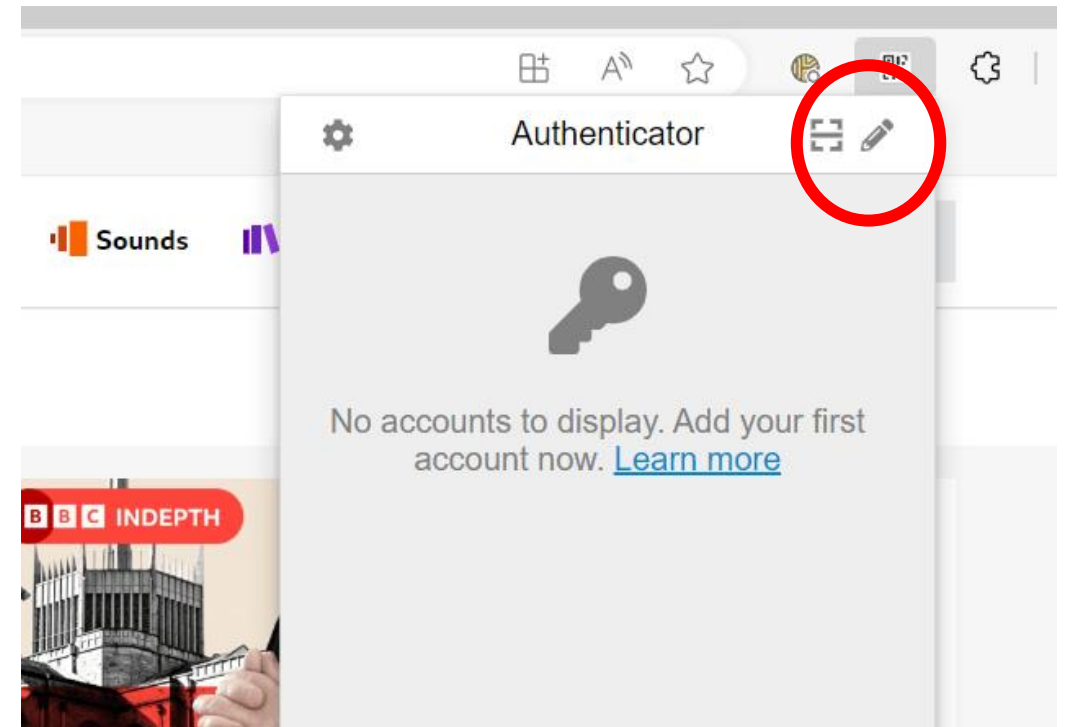 Authenticator
Sounds
No accounts to display. Add your first
account now. Learn more
BBC INDEPTH